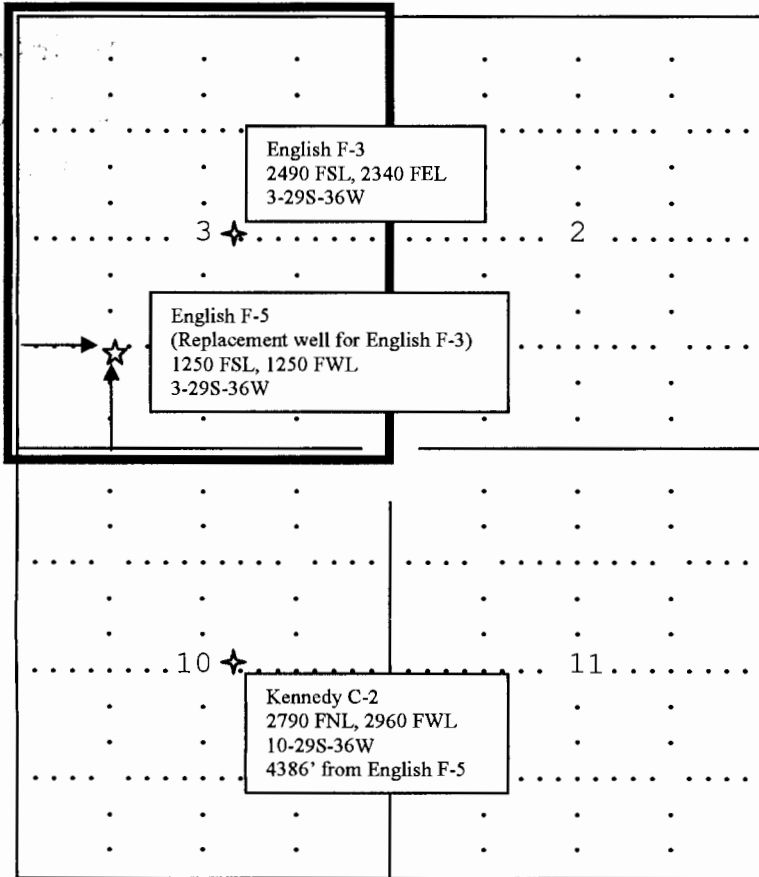 English F-3
2490 FSL, 2340 FEL
3-29S-36W
3
2
English F-5
(Replacement well for English F-3)
1250 FSL, 1250 FWL
3-29S-36W
10
11
Kennedy C-2
2790 FNL, 2960 FWL
10-29S-36W
4386' from English F-5